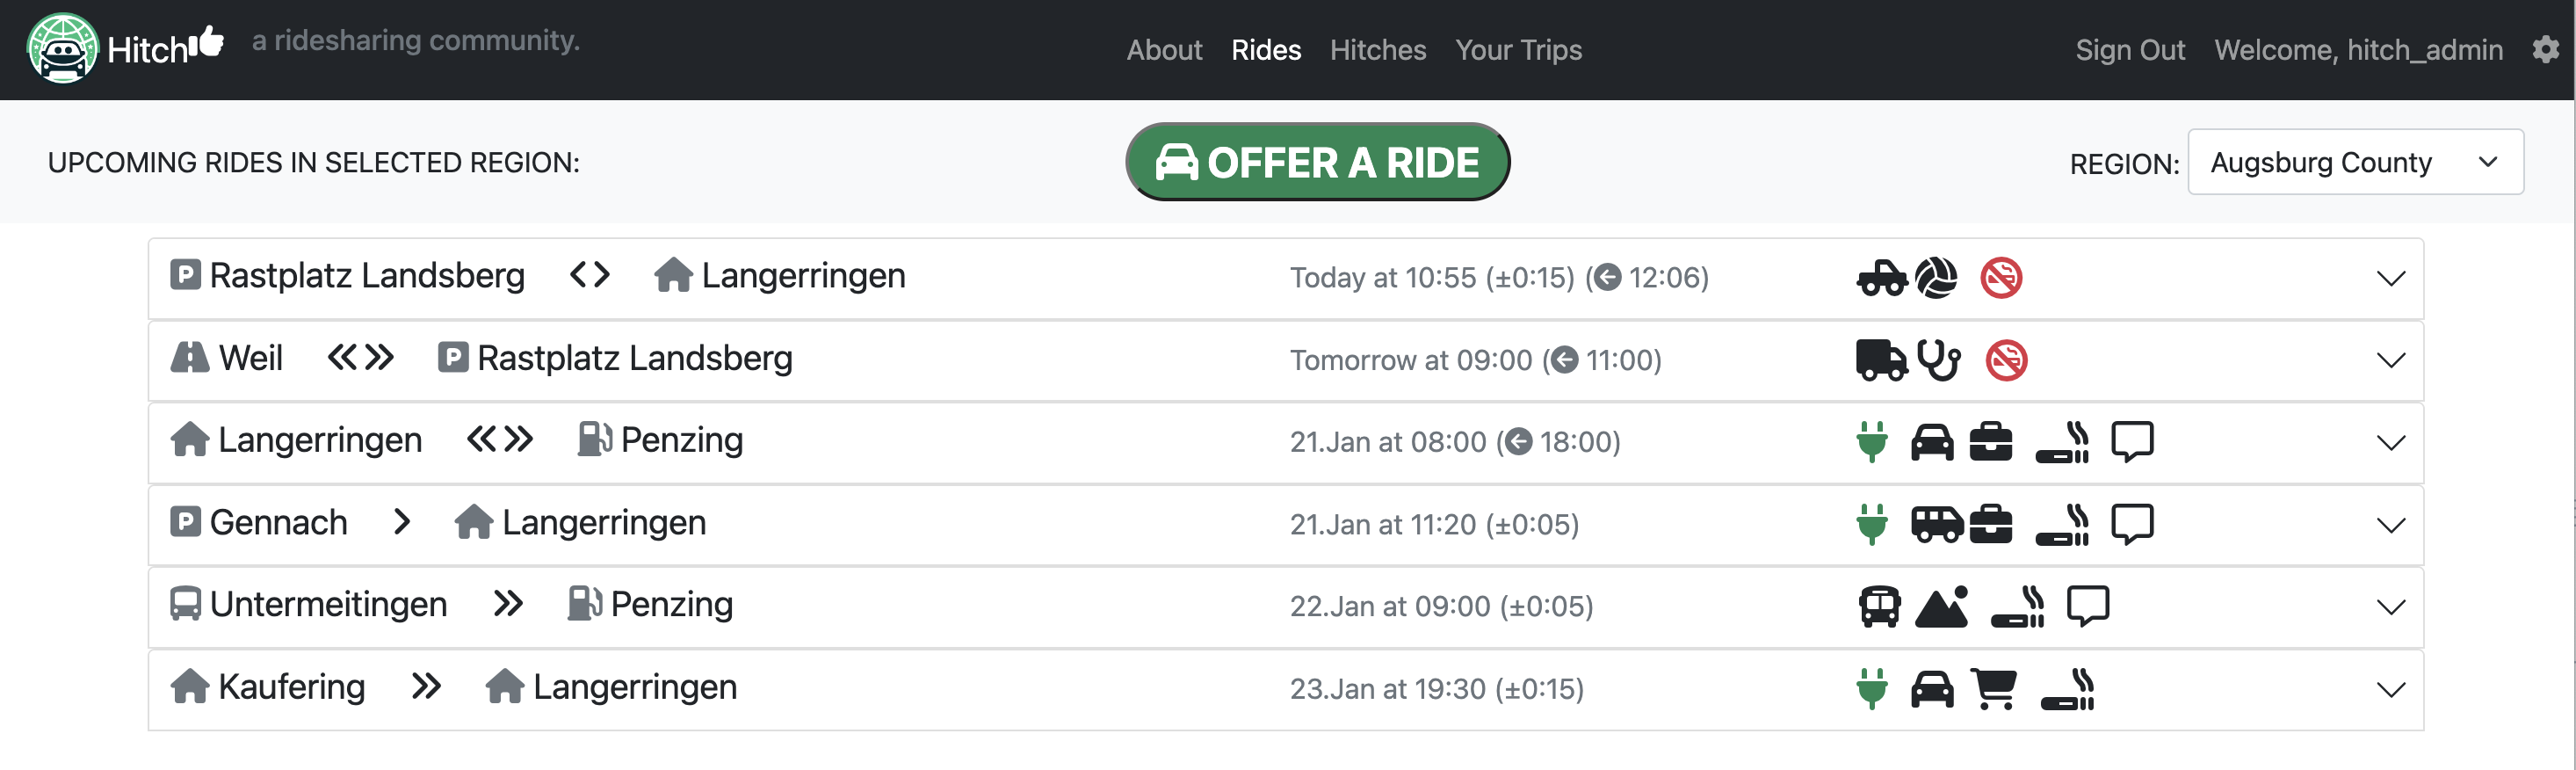 Hitch a ridesharing community. About Rides Hitches Your Trips Sign Out Welcome, hitch_admin
UPCOMING RIDES IN SELECTED REGION: OFFER A RIDE REGION: Augsburg County
P Rastplatz Landsberg <> Langerringen Today at 10:55 (±0:15) (← 12:06)
Weil «» P Rastplatz Landsberg Tomorrow at 09:00 (← 11:00)
Langerringen «» Penzing 21.Jan at 08:00 (← 18:00)
P Gennach > Langerringen 21.Jan at 11:20 (±0:05)
Untermeitingen » Penzing 22.Jan at 09:00 (±0:05)
Kaufering » Langerringen 23.Jan at 19:30 (±0:15)